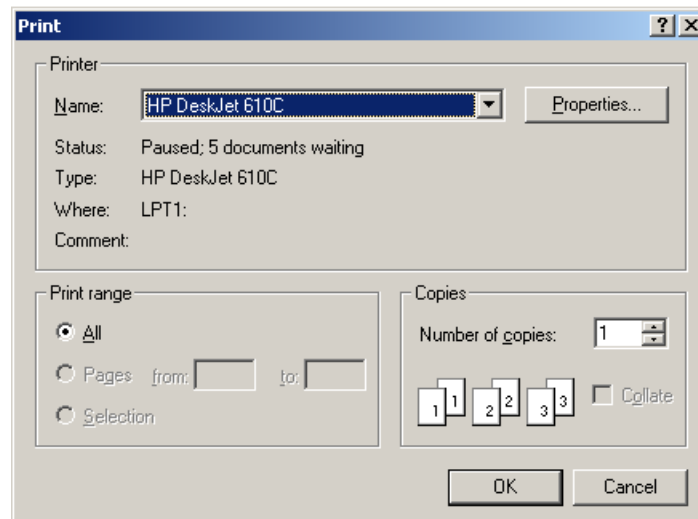 Print
Printer
Name: HP DeskJet 610C Properties...
Status: Paused; 5 documents waiting
Type: HP DeskJet 610C
Where: LPT1:
Comment:
Print range
All
Pages from: to:
Selection
Copies
Number of copies: 1
1 1 2 2 3 3 Collate
OK Cancel